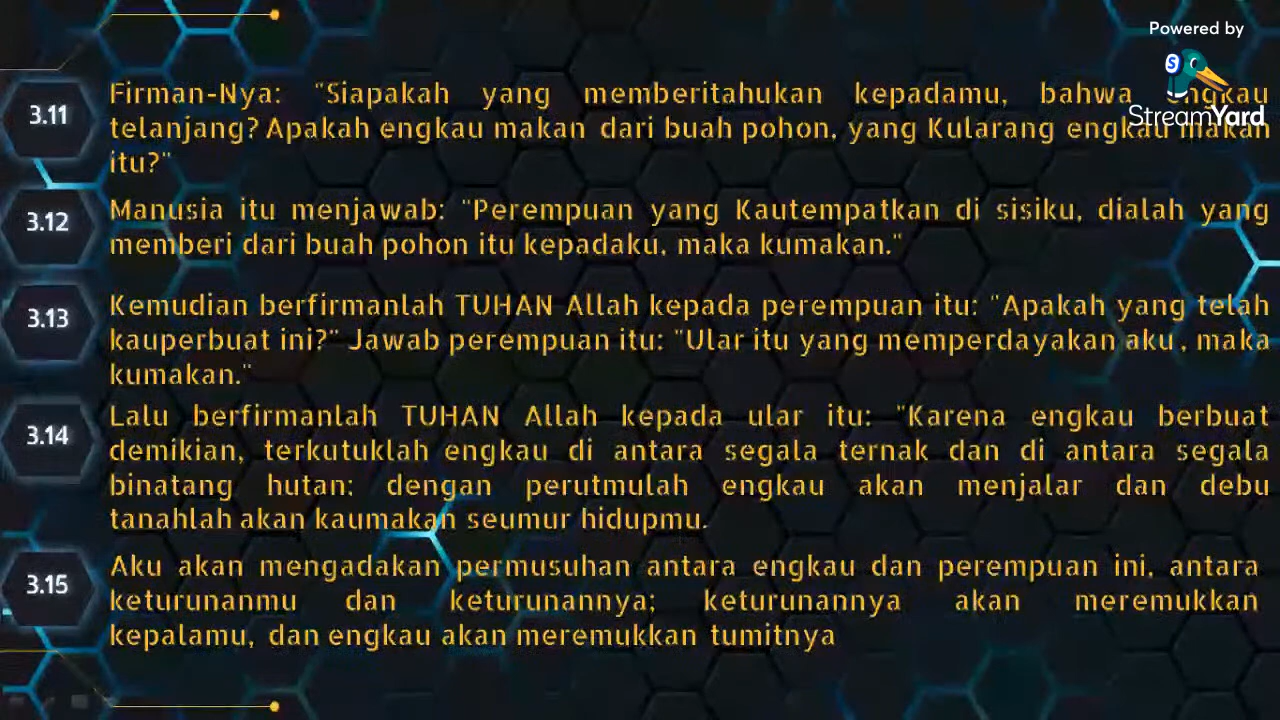 Powered by
StreamYard
3.11
Firman-Nya: "Siapakah yang memberitahukan kepadamu, bahwa engkau
telanjang? Apakah engkau makan dari buah pohon, yang Kularang engkau makan
itu?"
3.12
Manusia itu menjawab: "Perempuan yang Kautempatkan di sisiku, dialah yang
memberi dari buah pohon itu kepadaku, maka kumakan."
3.13
Kemudian berfirmanlah TUHAN Allah kepada perempuan itu: "Apakah yang telah
kauperbuat ini?" Jawab perempuan itu: "Ular itu yang memperdayakan aku, maka
kumakan."
3.14
Lalu berfirmanlah TUHAN Allah kepada ular itu: "Karena engkau berbuat
demikian, terkutuklah engkau di antara segala ternak dan di antara segala
binatang hutan; dengan perutmulah engkau akan menjalar dan debu
tanahlah akan kaumakan seumur hidupmu.
3.15
Aku akan mengadakan permusuhan antara engkau dan perempuan ini, antara
keturunanmu dan keturunannya; keturunannya akan meremukkan
kepalamu, dan engkau akan meremukkan tumitnya